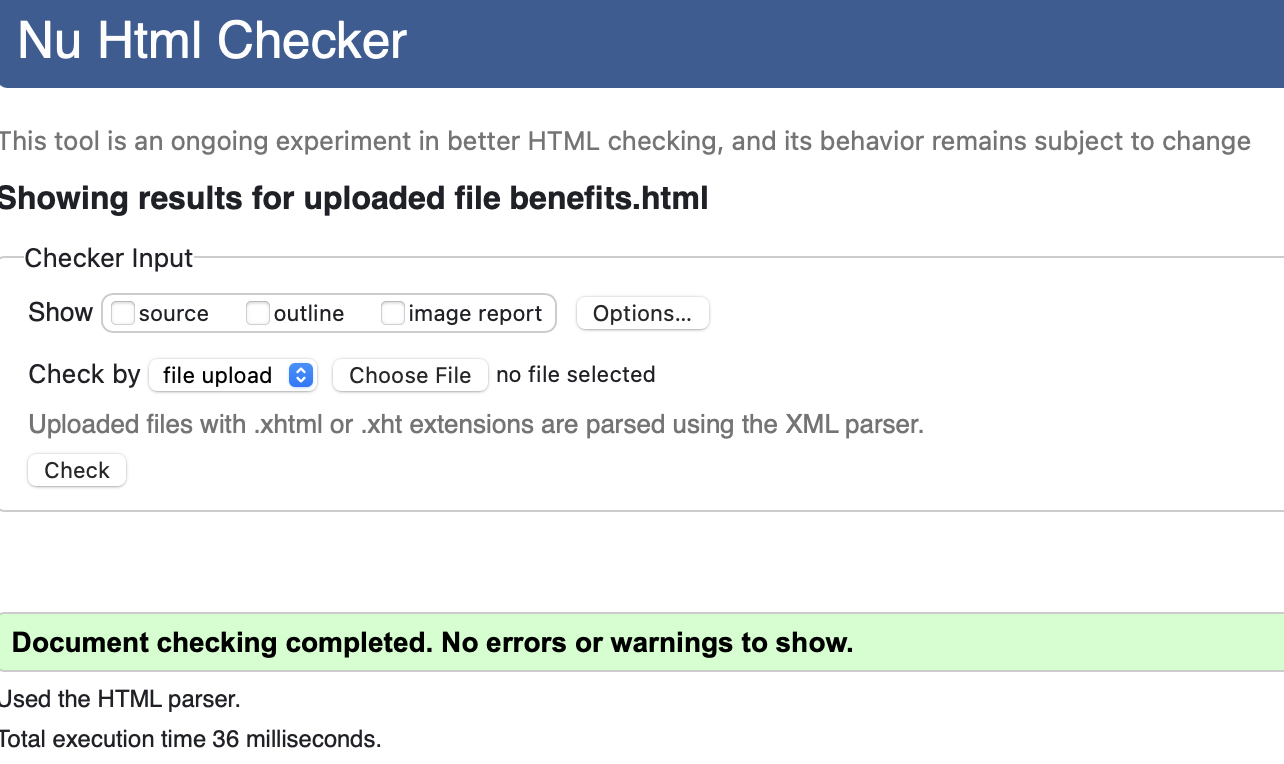 Nu Html Checker
This tool is an ongoing experiment in better HTML checking, and its behavior remains subject to change
Showing results for uploaded file benefits.html
Checker Input
Show source outline image report Options...
Check by file upload Choose File no file selected
Uploaded files with .xhtml or .xht extensions are parsed using the XML parser.
Check
Document checking completed. No errors or warnings to show.
Used the HTML parser.
Total execution time 36 milliseconds.